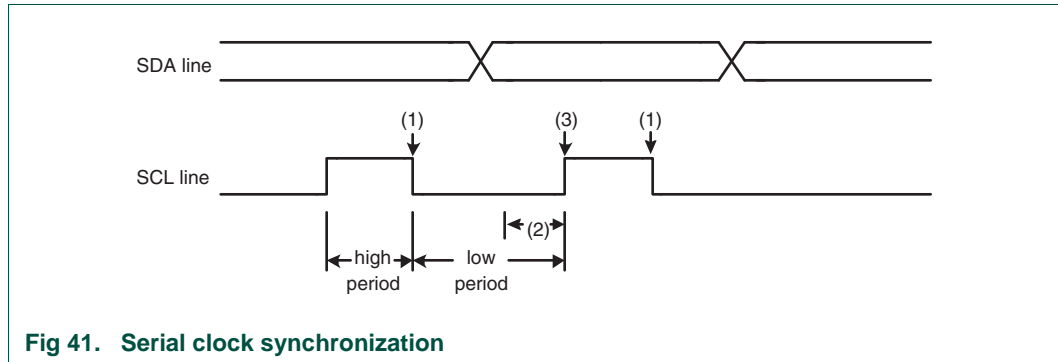 SDA line
(1) (3) (1)
SCL line
(2)
high low
period period
Fig 41. Serial clock synchronization